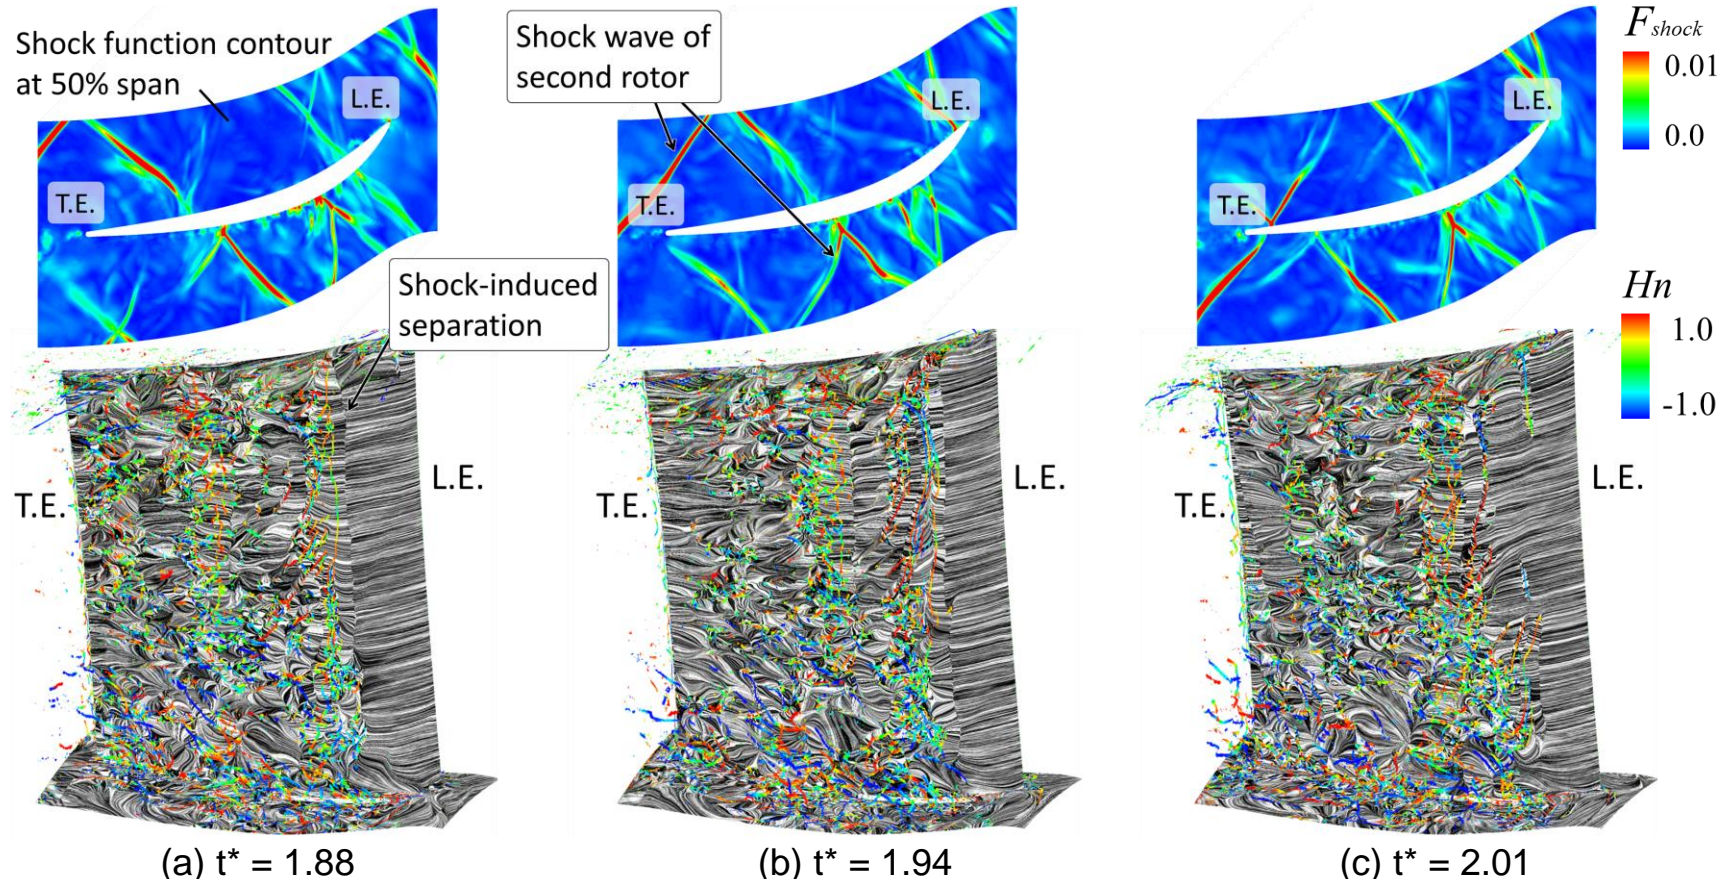 Shock function contour
at 50% span
L.E.
T.E.
Shock wave of
second rotor
L.E.
T.E.
L.E.
T.E.
F shock
0.01
0.0
Shock-induced
separation
Hn
1.0
-1.0
T.E.
L.E.
T.E.
L.E.
T.E.
L.E.
(a) t* = 1.88
(b) t* = 1.94
(c) t* = 2.01